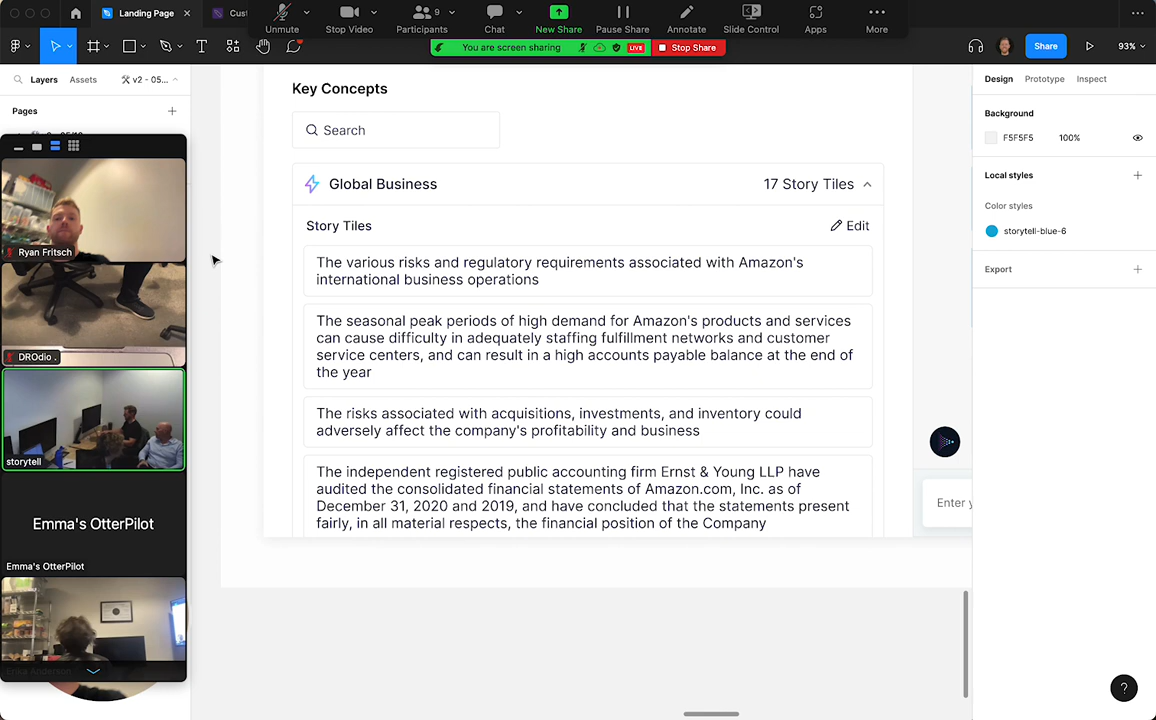 Landing Page
Cust
Unmute
Stop Video
Participants
9
Chat
New Share
Pause Share
Annotate
Slide Control
Apps
More
You are screen sharing
LIVE
Stop Share
Share
93%
Layers
Assets
v2 - 05...
Pages
Ryan Fritsch
DROdio .
storytell
Emma's OtterPilot
Emma's OtterPilot
Key Concepts
Search
Global Business
17 Story Tiles
Story Tiles
Edit
The various risks and regulatory requirements associated with Amazon's
international business operations
The seasonal peak periods of high demand for Amazon's products and services
can cause difficulty in adequately staffing fulfillment networks and customer
service centers, and can result in a high accounts payable balance at the end of
the year
The risks associated with acquisitions, investments, and inventory could
adversely affect the company's profitability and business
The independent registered public accounting firm Ernst & Young LLP have
audited the consolidated financial statements of Amazon.com, Inc. as of
December 31, 2020 and 2019, and have concluded that the statements present
fairly, in all material respects, the financial position of the Company
Enter y
Design
Prototype
Inspect
Background
F5F5F5
100%
Local styles
Color styles
storytell-blue-6
Export
?